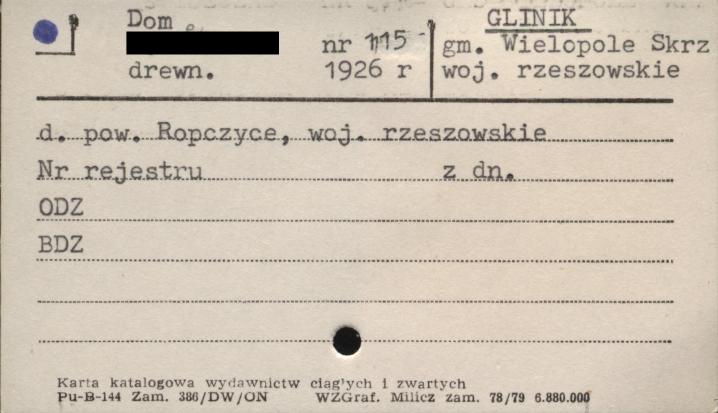 Dom GLINIK
nr 115 gm. Wielopole Skrz
drewn. 1926 r woj. rzeszowskie
d. pow. Ropczyce, woj. rzeszowskie
Nr rejestru z dn.
ODZ
BDZ
Karta katalogowa wydawnictw ciągłych i zwartych
Pu-B-144 Zam. 386/DW/ON WZGraf. Milicz zam. 78/79 6.880.000